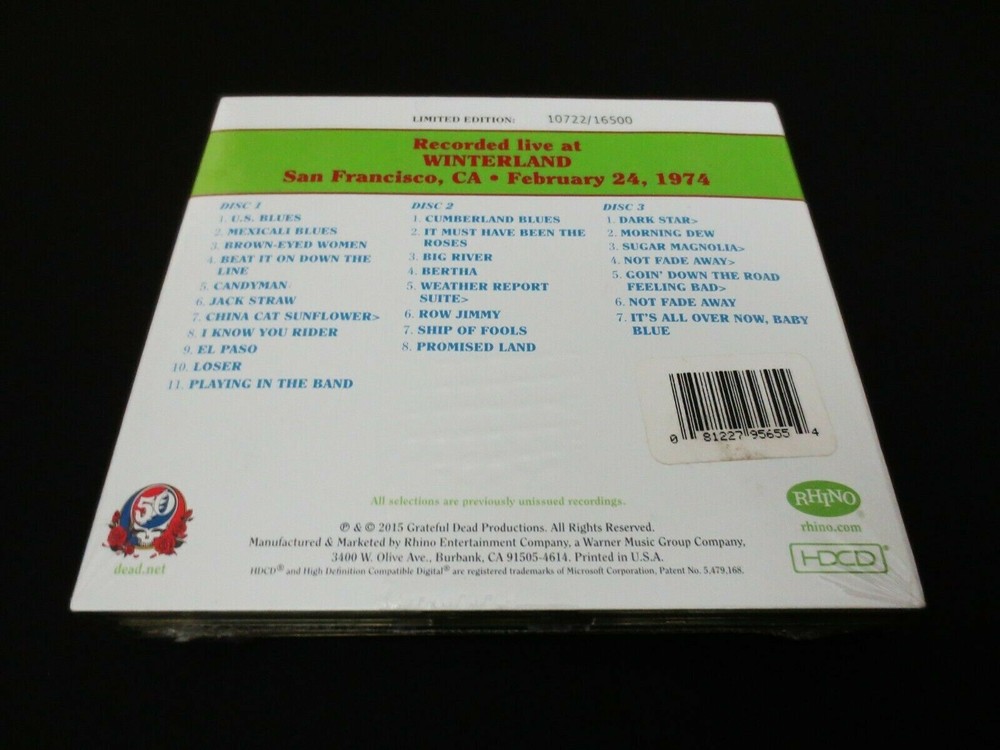 LIMITED EDITION: 10722/16500
Recorded live at
WINTERLAND
San Francisco, CA • February 24, 1974
DISC 1
1. U.S. BLUES
2. MEXICALI BLUES
3. BROWN-EYED WOMEN
4. BEAT IT ON DOWN THE
LINE
5. CANDYMAN
6. JACK STRAW
7. CHINA CAT SUNFLOWER>
8. I KNOW YOU RIDER
9. EL PASO
10. LOSER
11. PLAYING IN THE BAND
DISC 2
1. CUMBERLAND BLUES
2. IT MUST HAVE BEEN THE
ROSES
3. BIG RIVER
4. BERTHA
5. WEATHER REPORT
SUITE>
6. ROW JIMMY
7. SHIP OF FOOLS
8. PROMISED LAND
DISC 3
1. DARK STAR>
2. MORNING DEW
3. SUGAR MAGNOLIA>
4. NOT FADE AWAY>
5. GOIN' DOWN THE ROAD
FEELING BAD>
6. NOT FADE AWAY
7. IT'S ALL OVER NOW, BABY
BLUE
0 81227 95655 4
50
dead.net
All selections are previously unissued recordings.
℗ & © 2015 Grateful Dead Productions. All Rights Reserved.
Manufactured & Marketed by Rhino Entertainment Company, a Warner Music Group Company,
3400 W. Olive Ave., Burbank, CA 91505-4614. Printed in U.S.A.
HDCD® and High Definition Compatible Digital® are registered trademarks of Microsoft Corporation, Patent No. 5,479,168.
RHINO
rhino.com
HDCD®